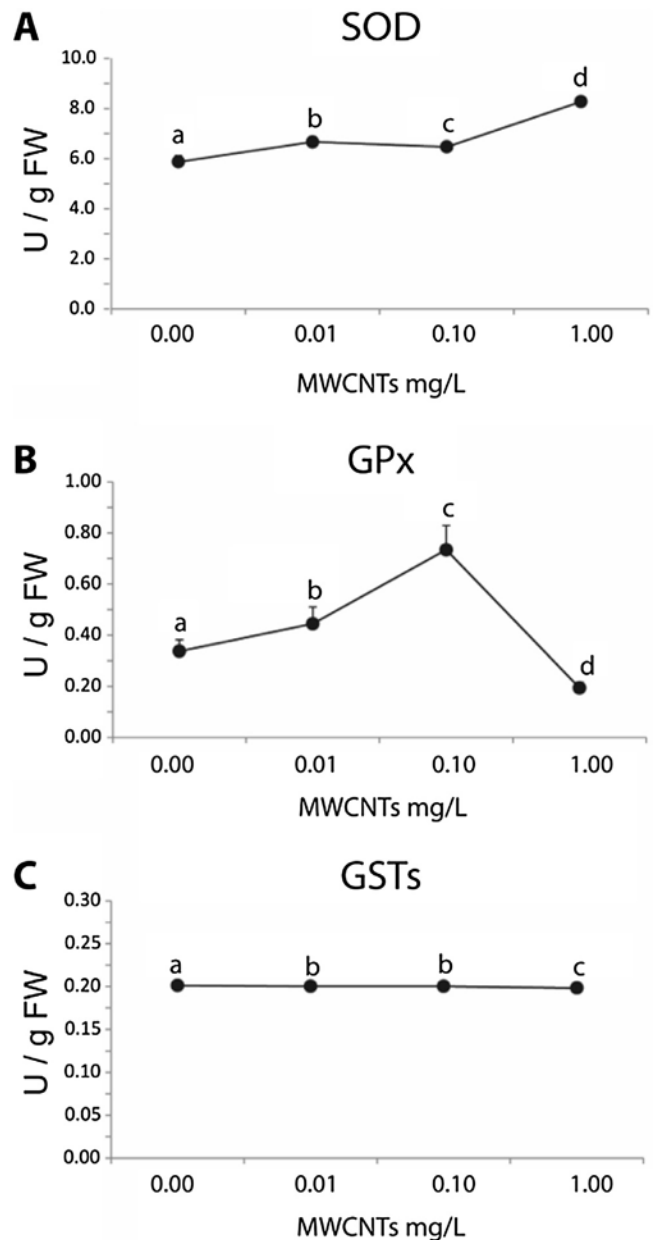 A SOD
10.0
8.0
6.0
4.0
2.0
0.0
U / g FW
a b c d
0.00 0.01 0.10 1.00
MWCNTs mg/L
B GPx
1.00
0.80
0.60
0.40
0.20
0.00
U / g FW
a b c d
0.00 0.01 0.10 1.00
MWCNTs mg/L
C GSTs
0.30
0.25
0.20
0.15
0.10
0.05
0.00
U / g FW
a b b c
0.00 0.01 0.10 1.00
MWCNTs mg/L